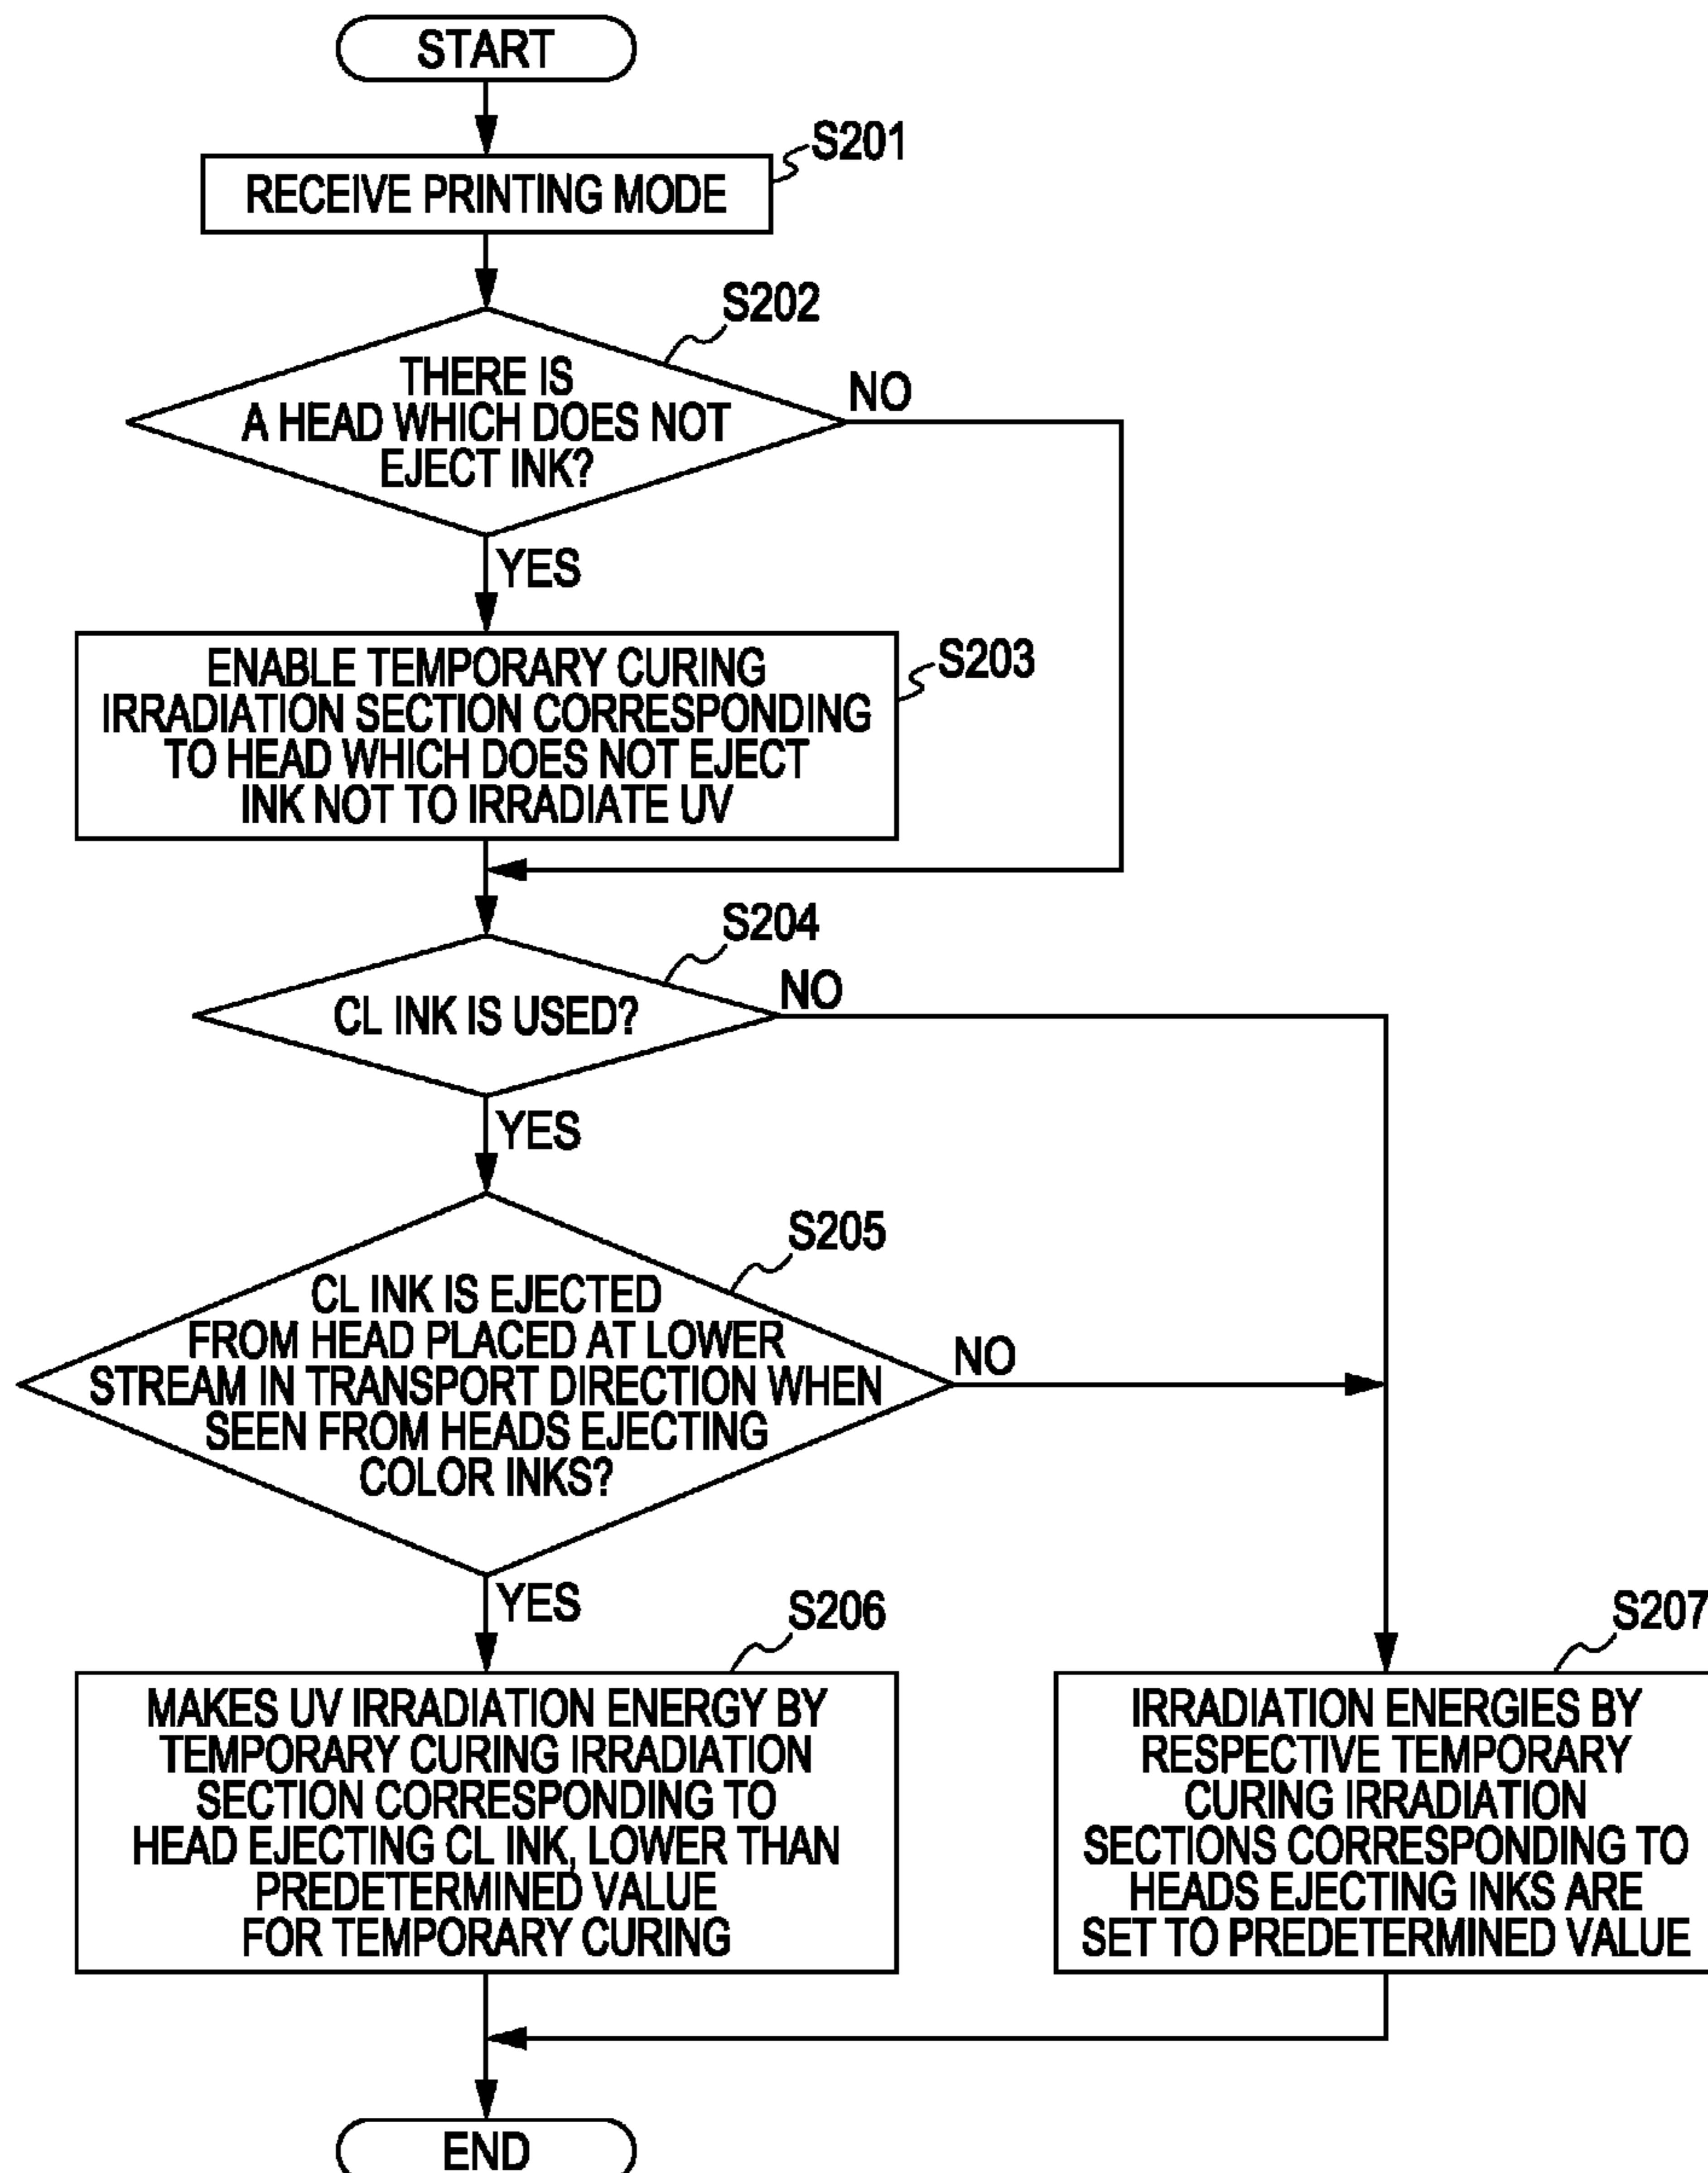 START
S201
RECEIVE PRINTING MODE
S202
THERE IS
A HEAD WHICH DOES NOT
EJECT INK?
NO
YES
S203
ENABLE TEMPORARY CURING
IRRADIATION SECTION CORRESPONDING
TO HEAD WHICH DOES NOT EJECT
INK NOT TO IRRADIATE UV
S204
CL INK IS USED?
NO
YES
S205
CL INK IS EJECTED
FROM HEAD PLACED AT LOWER
STREAM IN TRANSPORT DIRECTION WHEN
SEEN FROM HEADS EJECTING
COLOR INKS?
NO
YES
S206
MAKES UV IRRADIATION ENERGY BY
TEMPORARY CURING IRRADIATION
SECTION CORRESPONDING TO
HEAD EJECTING CL INK, LOWER THAN
PREDETERMINED VALUE
FOR TEMPORARY CURING
S207
IRRADIATION ENERGIES BY
RESPECTIVE TEMPORARY
CURING IRRADIATION
SECTIONS CORRESPONDING TO
HEADS EJECTING INKS ARE
SET TO PREDETERMINED VALUE
END